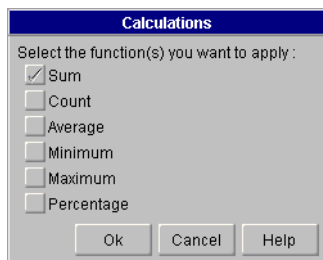 Calculations
Select the function(s) you want to apply :
Sum
Count
Average
Minimum
Maximum
Percentage
Ok Cancel Help